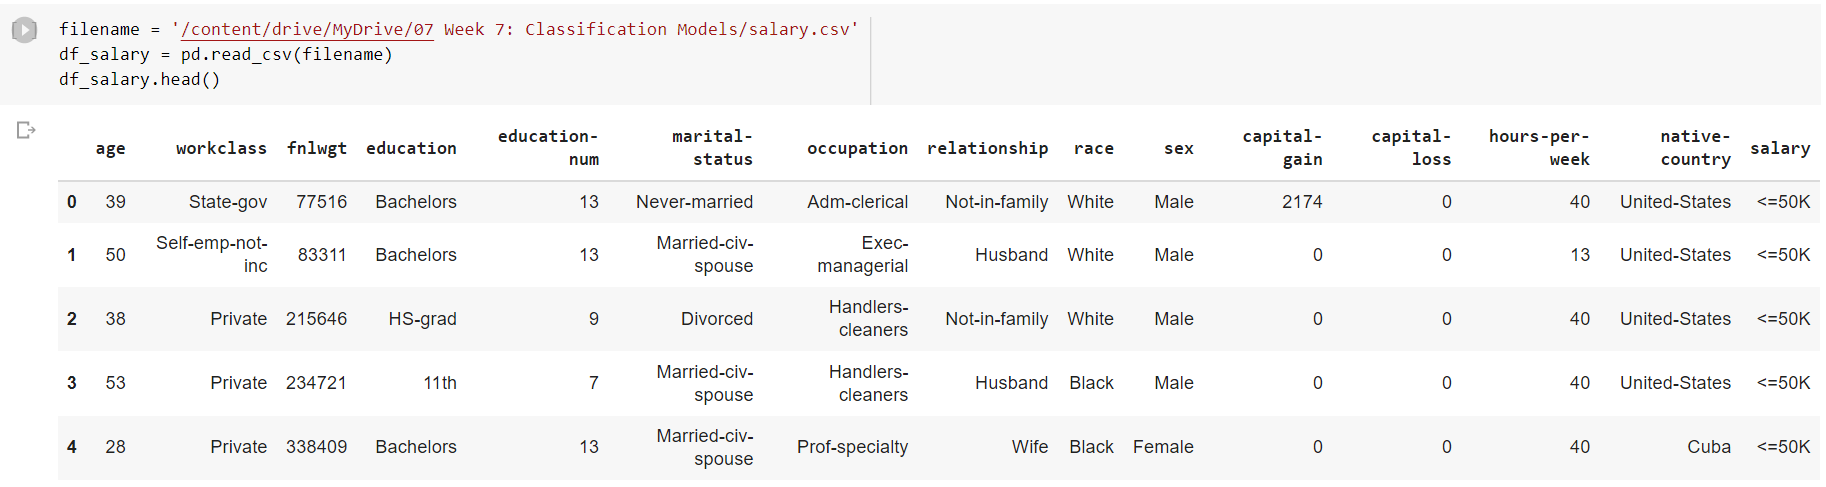 filename = '/content/drive/MyDrive/07 Week 7: Classification Models/salary.csv'
df_salary = pd.read_csv(filename)
df_salary.head()
age workclass fnlwgt education education-num marital-status occupation relationship race sex capital-gain capital-loss hours-per-week native-country salary
0 39 State-gov 77516 Bachelors 13 Never-married Adm-clerical Not-in-family White Male 2174 0 40 United-States <=50K
1 50 Self-emp-not-inc 83311 Bachelors 13 Married-civ-spouse Exec-managerial Husband White Male 0 0 13 United-States <=50K
2 38 Private 215646 HS-grad 9 Divorced Handlers-cleaners Not-in-family White Male 0 0 40 United-States <=50K
3 53 Private 234721 11th 7 Married-civ-spouse Handlers-cleaners Husband Black Male 0 0 40 United-States <=50K
4 28 Private 338409 Bachelors 13 Married-civ-spouse Prof-specialty Wife Black Female 0 0 40 Cuba <=50K